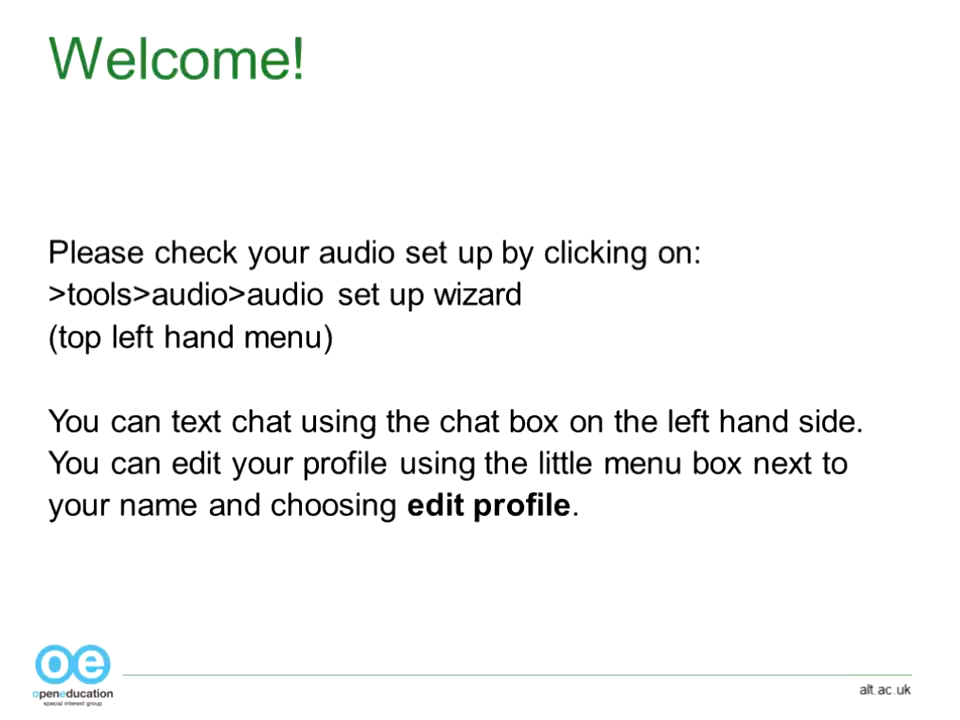 Welcome!
Please check your audio set up by clicking on:
>tools>audio>audio set up wizard
(top left hand menu)
You can text chat using the chat box on the left hand side.
You can edit your profile using the little menu box next to
your name and choosing edit profile.
oe
openeducation
special interest group
alt.ac.uk